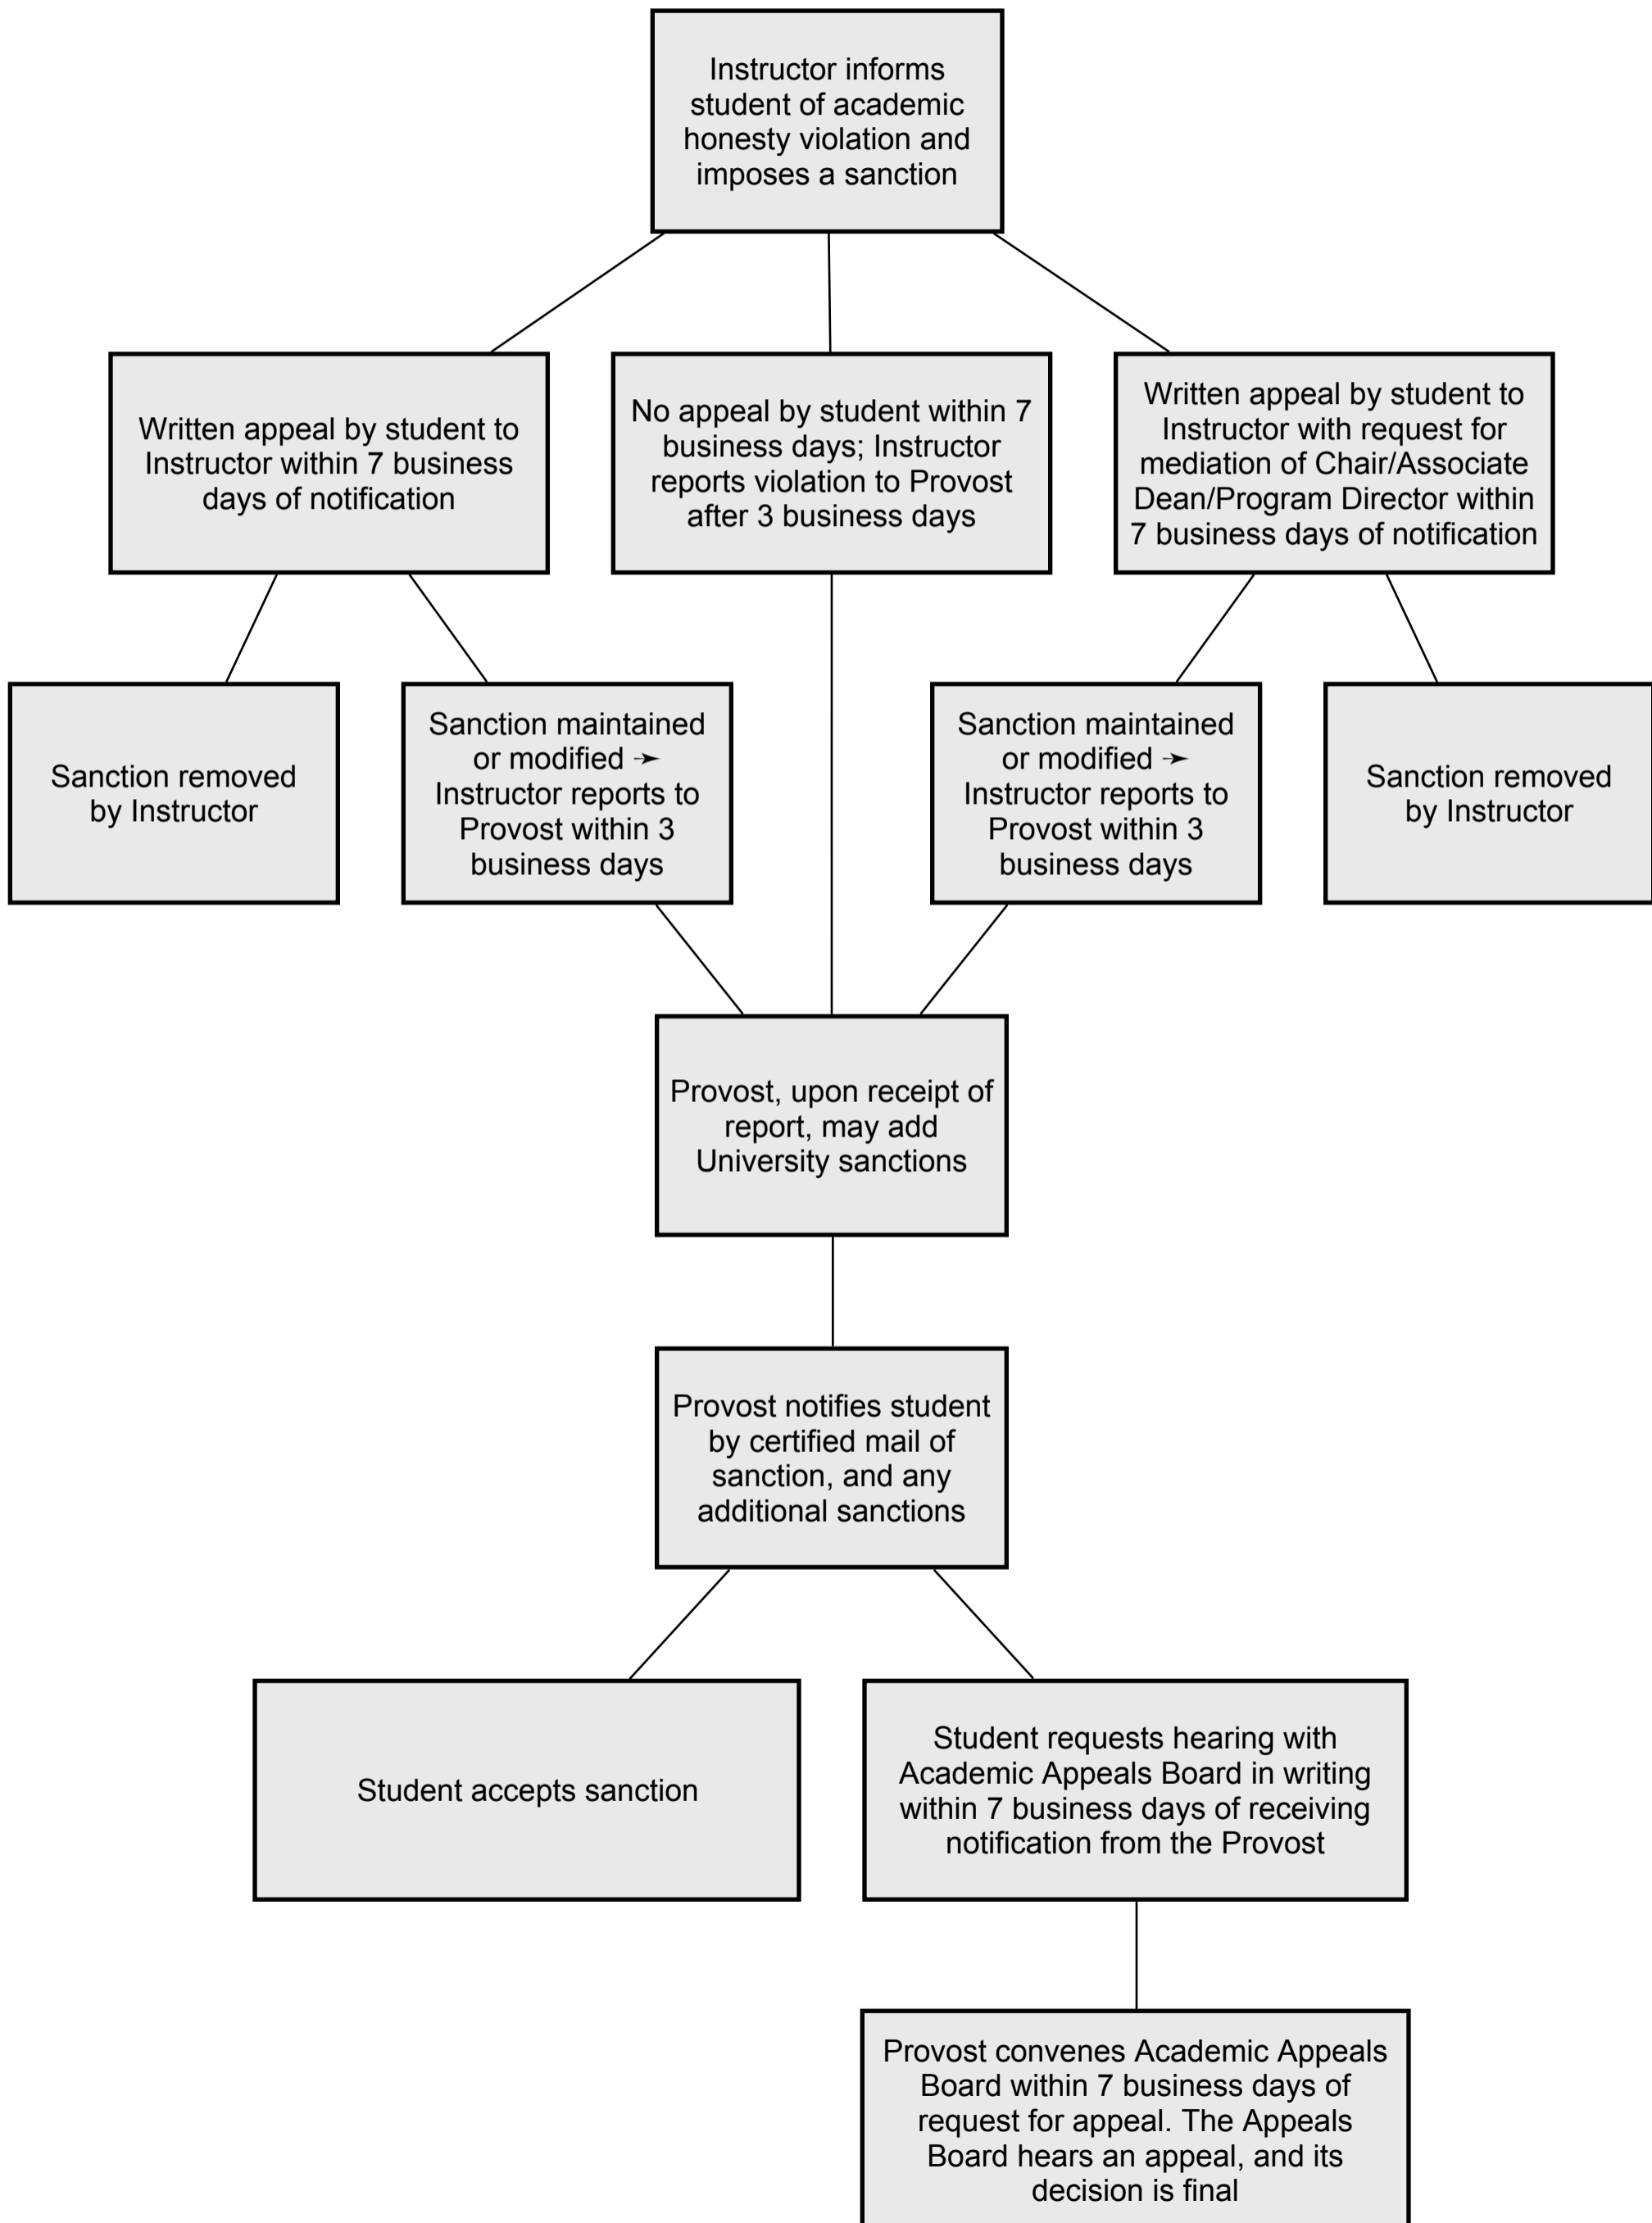 Instructor informs
student of academic
honesty violation and
imposes a sanction
Written appeal by student to
Instructor within 7 business
days of notification
No appeal by student within 7
business days; Instructor
reports violation to Provost
after 3 business days
Written appeal by student to
Instructor with request for
mediation of Chair/Associate
Dean/Program Director within
7 business days of notification
Sanction removed
by Instructor
Sanction maintained
or modified ➛
Instructor reports to
Provost within 3
business days
Sanction maintained
or modified ➛
Instructor reports to
Provost within 3
business days
Sanction removed
by Instructor
Provost, upon receipt of
report, may add
University sanctions
Provost notifies student
by certified mail of
sanction, and any
additional sanctions
Student accepts sanction
Student requests hearing with
Academic Appeals Board in writing
within 7 business days of receiving
notification from the Provost
Provost convenes Academic Appeals
Board within 7 business days of
request for appeal. The Appeals
Board hears an appeal, and its
decision is final